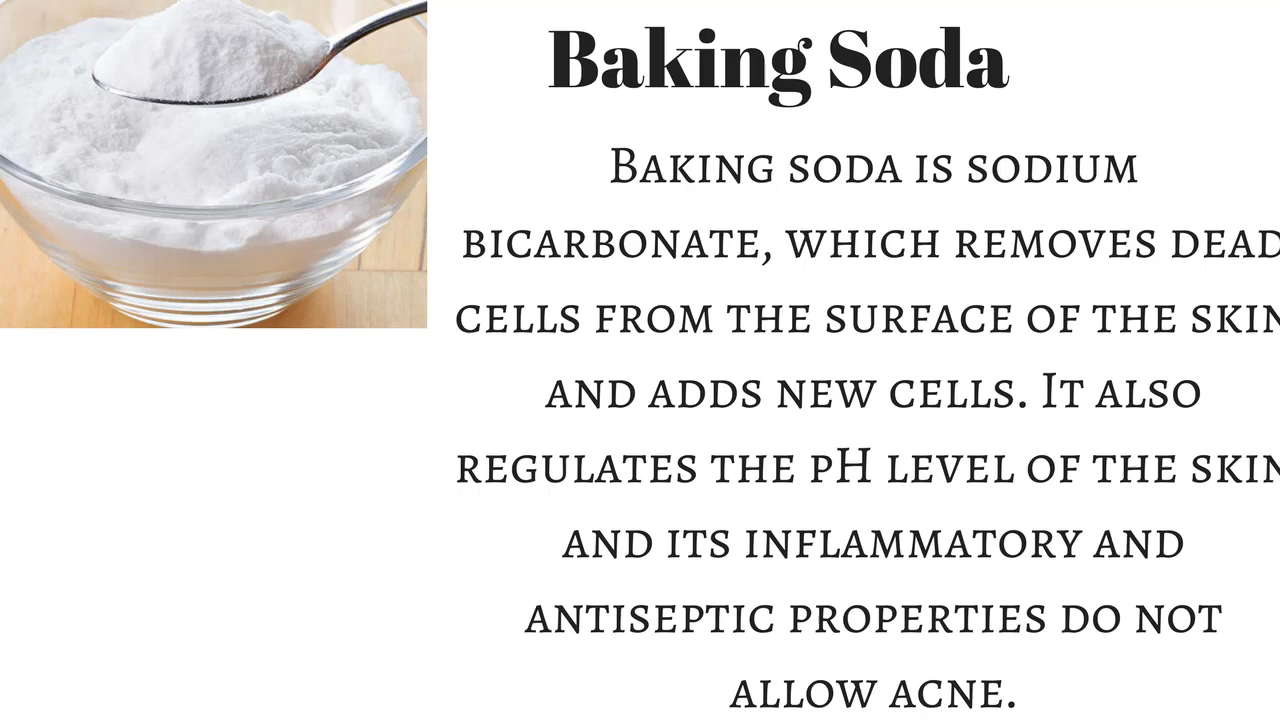 Baking Soda
Baking soda is sodium
bicarbonate, which removes dead
cells from the surface of the skin
and adds new cells. It also
regulates the pH level of the skin
and its inflammatory and
antiseptic properties do not
allow acne.